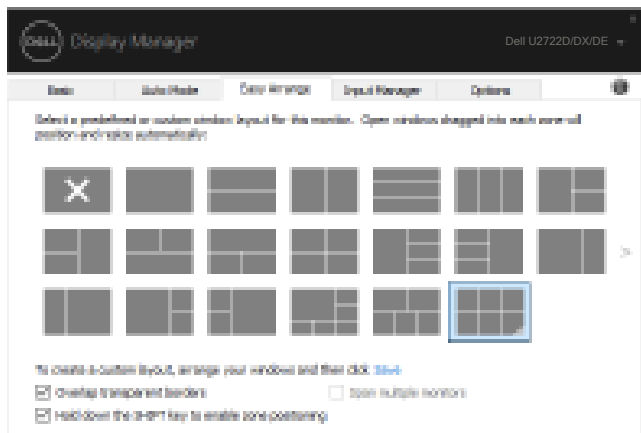 DELL Display Manager
Dell U2722D/DX/DE
Basic Auto Mode Easy Arrange Input Manager Options
Select a predefined or custom window layout for this monitor. Open windows dragged into each zone will
position and resize automatically:
To create a custom layout, arrange your windows and then click Save
Overlap transparent borders Span multiple monitors
Hold down the SHIFT key to enable zone positioning